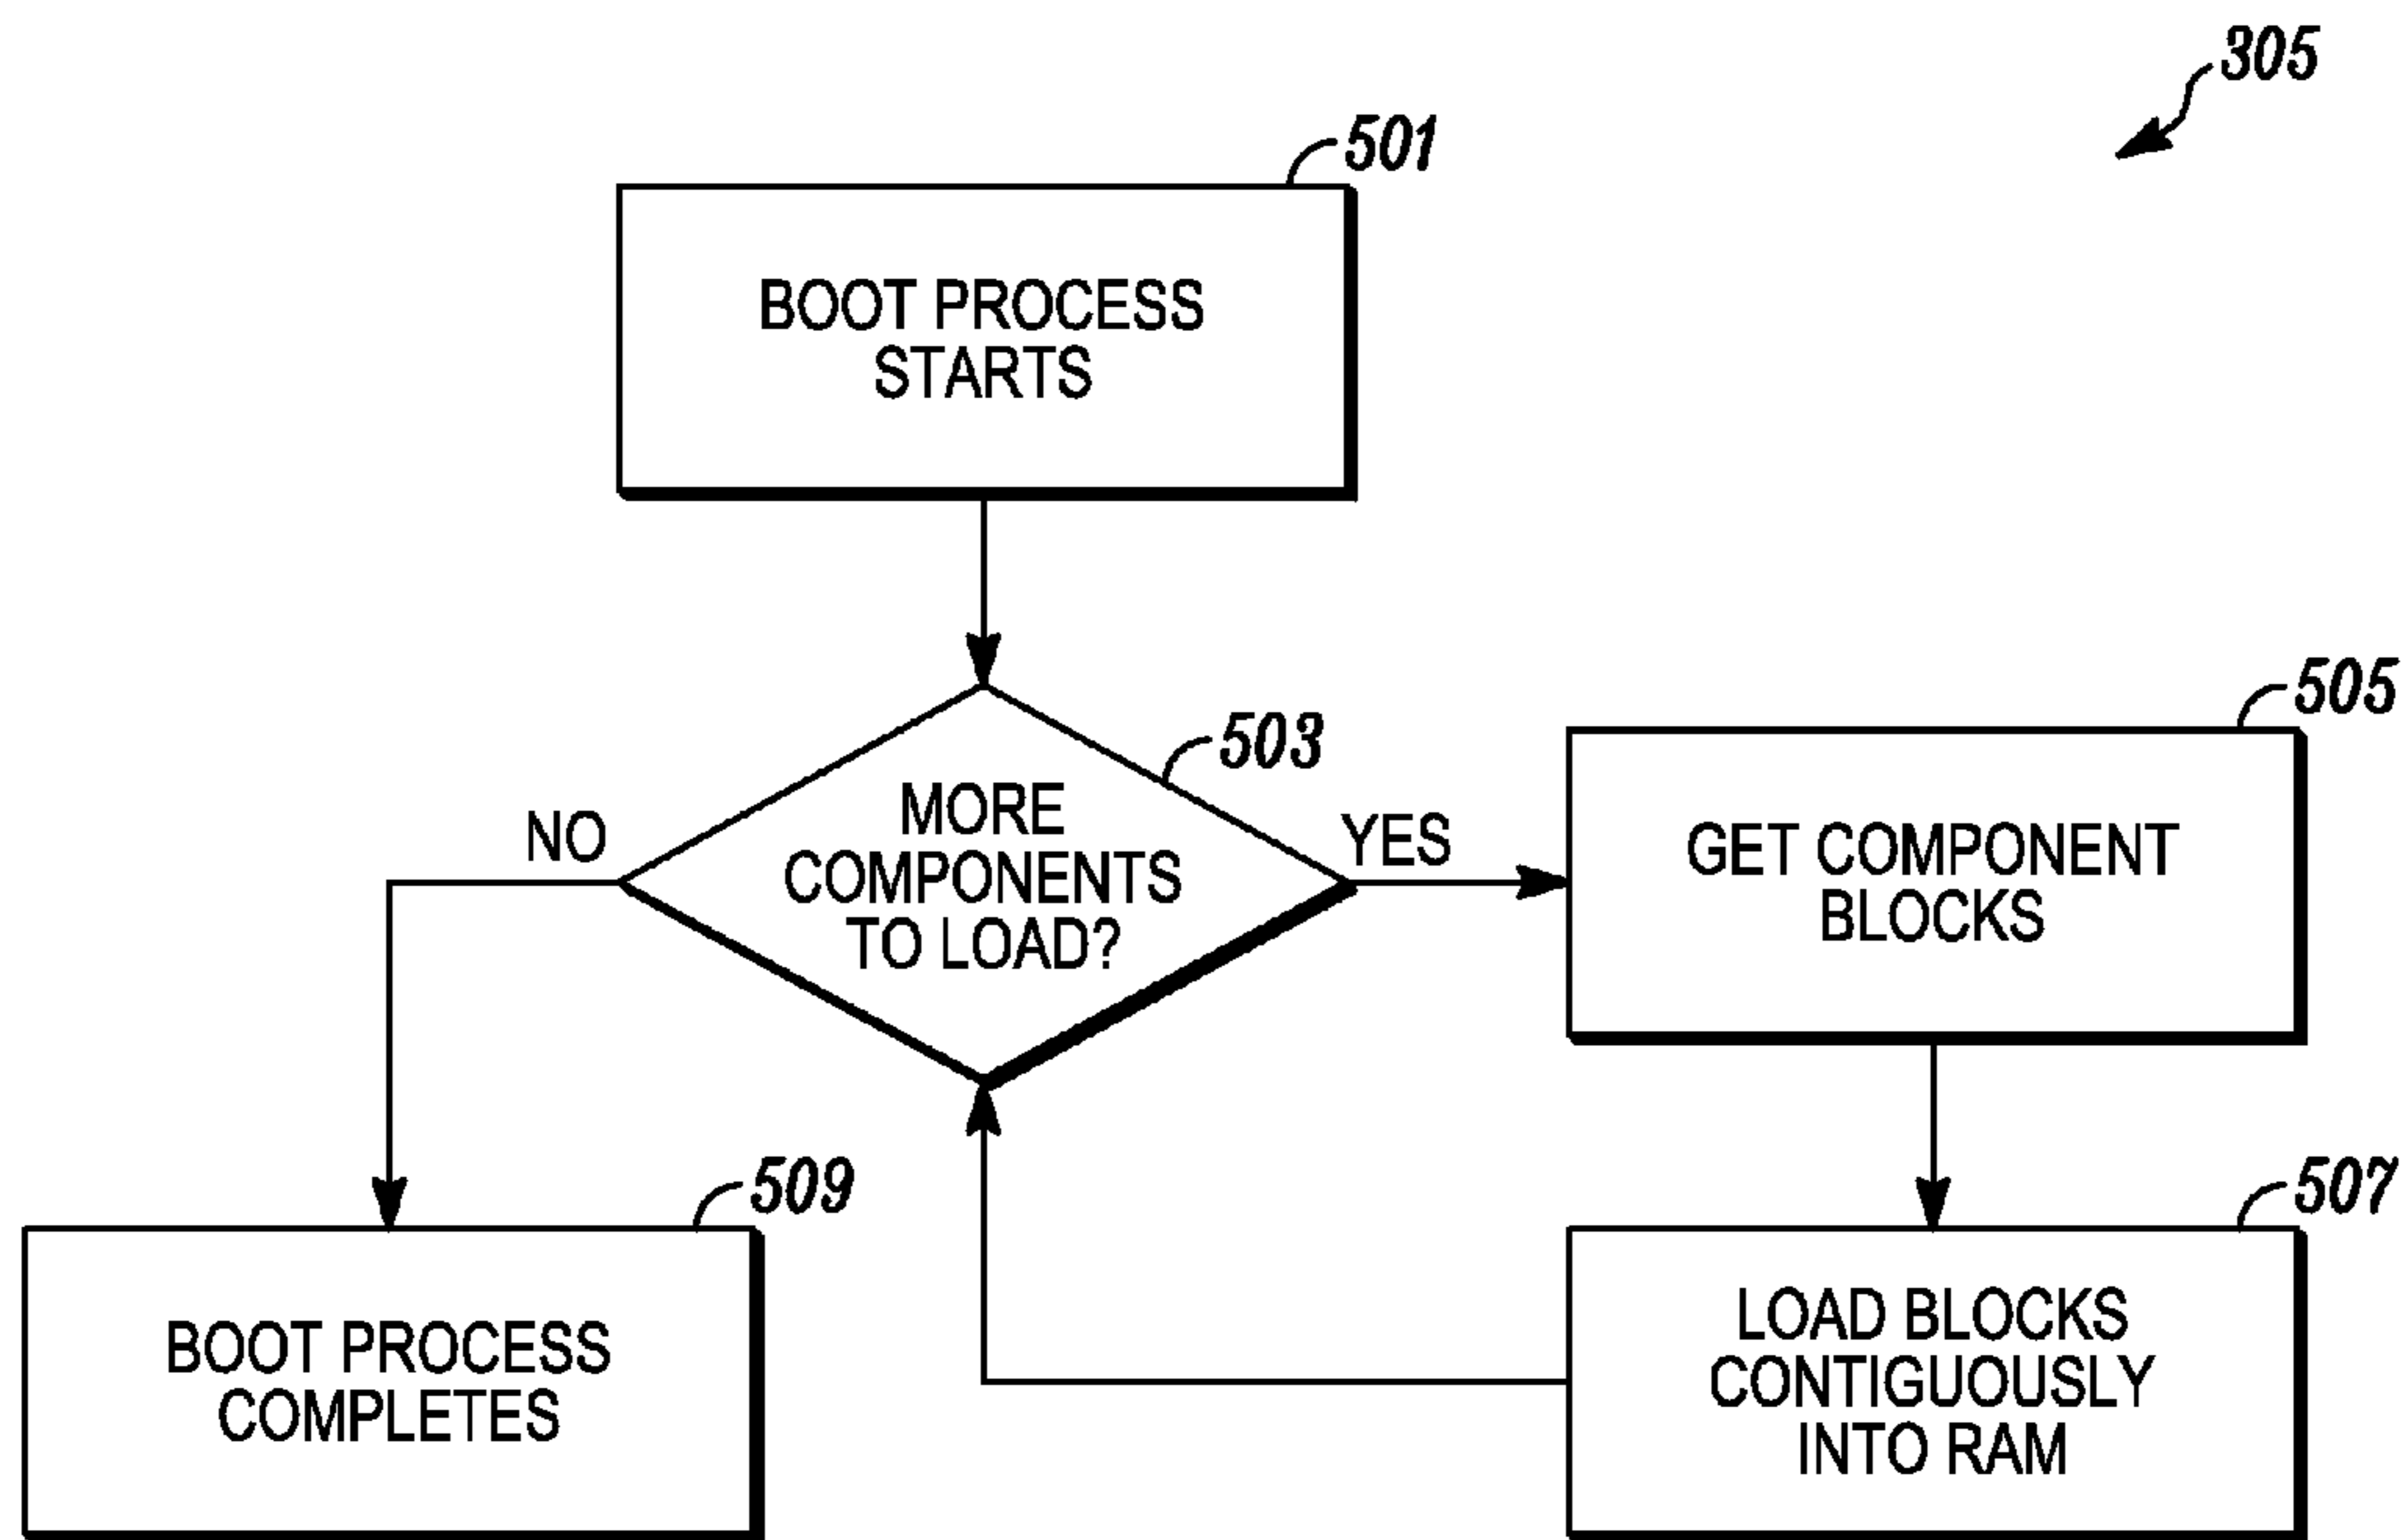 305
501
BOOT PROCESS
STARTS
503
MORE
COMPONENTS
TO LOAD?
NO
YES
505
GET COMPONENT
BLOCKS
507
LOAD BLOCKS
CONTIGUOUSLY
INTO RAM
509
BOOT PROCESS
COMPLETES